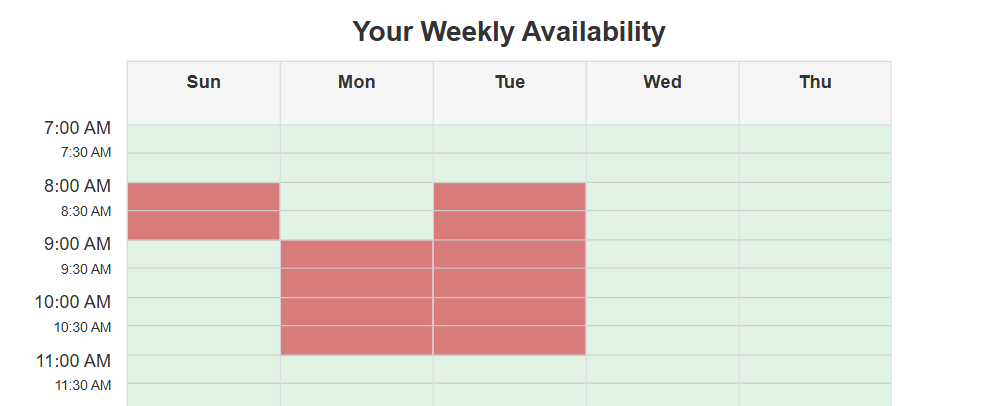 Your Weekly Availability
Sun Mon Tue Wed Thu
7:00 AM
7:30 AM
8:00 AM
8:30 AM
9:00 AM
9:30 AM
10:00 AM
10:30 AM
11:00 AM
11:30 AM